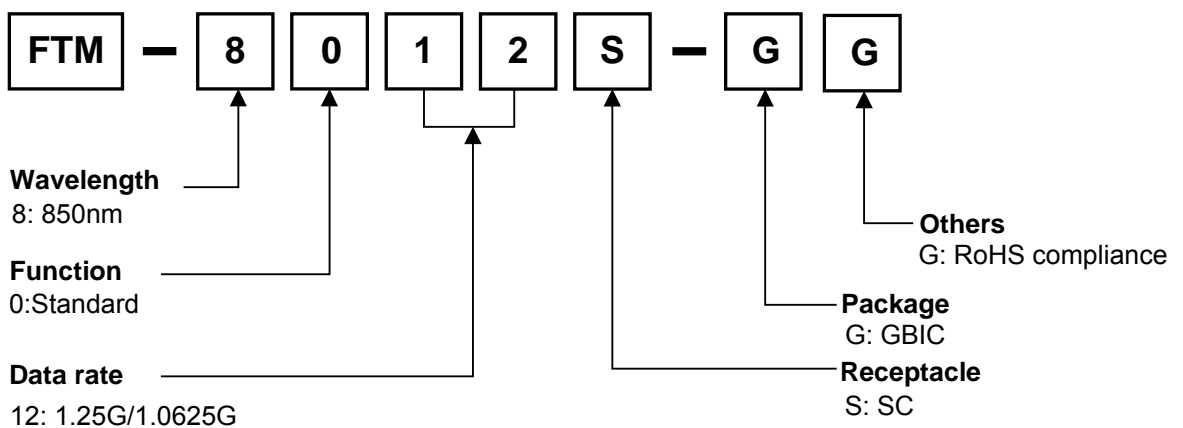 FTM – 8 0 1 2 S – G G
Wavelength
8: 850nm
Function
0:Standard
Data rate
12: 1.25G/1.0625G
Others
G: RoHS compliance
Package
G: GBIC
Receptacle
S: SC